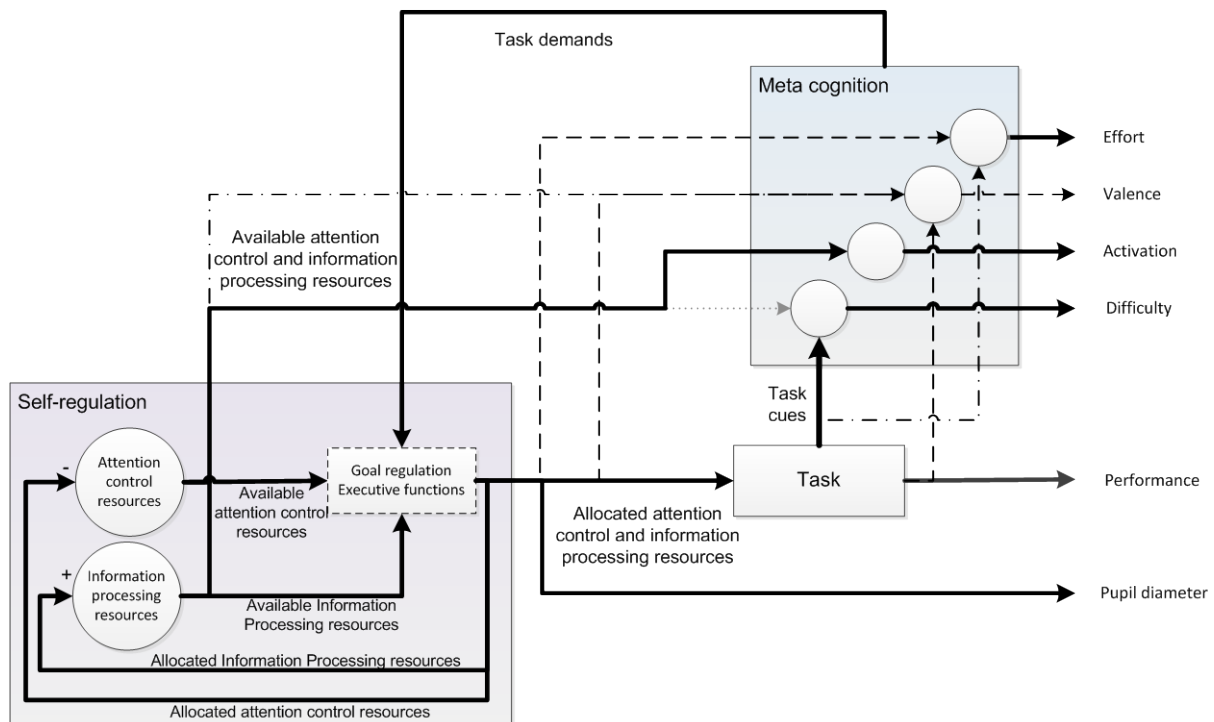 Task demands
Meta cognition
Effort
Valence
Activation
Difficulty
Available attention
control and information
processing resources
Task
cues
Self-regulation
-
Attention
control
resources
Goal regulation
Executive functions
Available
attention control
resources
Task
Performance
Allocated attention
control and information
processing resources
+
Information
processing
resources
Available Information
Processing resources
Pupil diameter
Allocated Information Processing resources
Allocated attention control resources